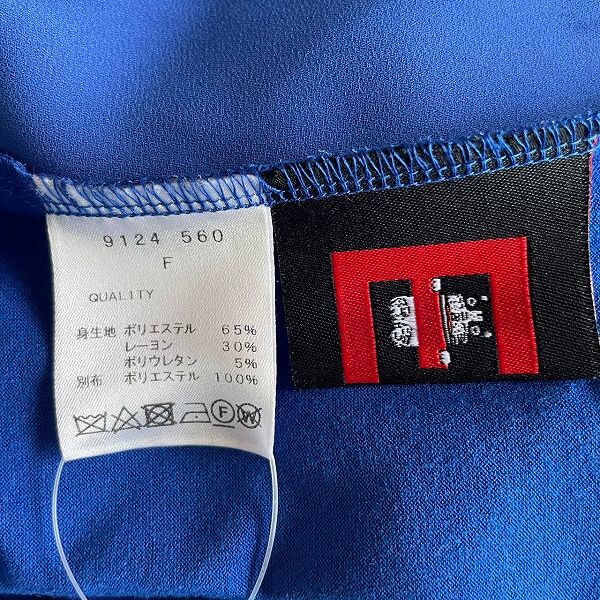 9124 560
F
QUALITY
身生地 ポリエステル 65%
レーヨン 30%
ポリウレタン 5%
別布 ポリエステル 100%
F W